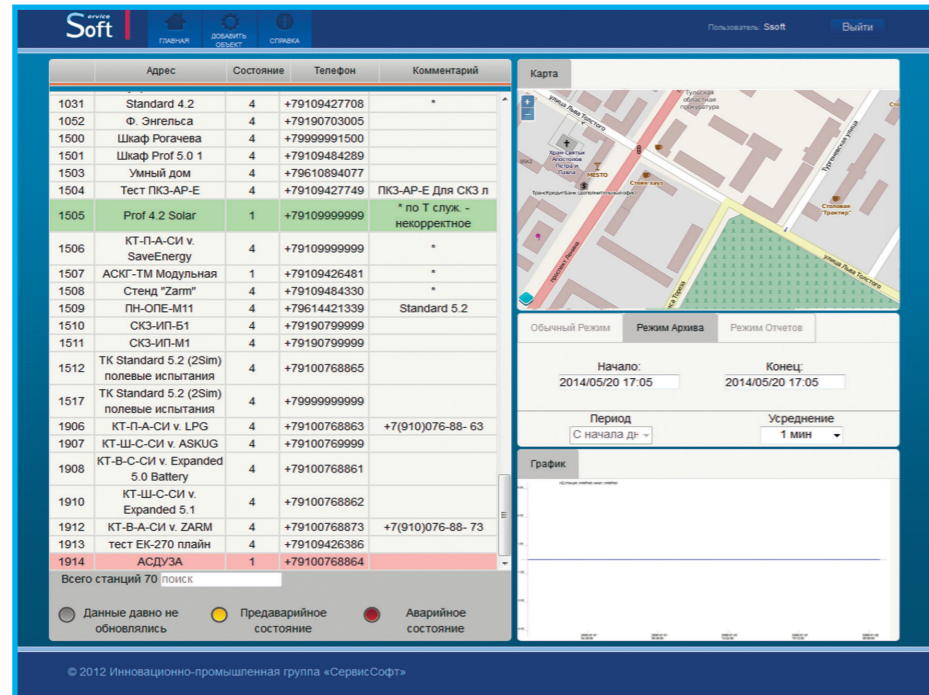 Service Soft
ГЛАВНАЯ
ДОБАВИТЬ ОБЪЕКТ
СПРАВКА
Пользователь: Ssoft
Выйти
Адрес Состояние Телефон Комментарий
1031 Standard 4.2 4 +79109427708 *
1052 Ф. Энгельса 4 +79190703005
1500 Шкаф Рогачева 4 +79999991500
1501 Шкаф Prof 5.0 1 4 +79109484289
1503 Умный дом 4 +79610894077
1504 Тест ПКЗ-АР-Е 4 +79109427749 ПКЗ-АР-Е Для СКЗ л
1505 Prof 4.2 Solar 1 +79109999999 * по Т служ. - некорректное
1506 КТ-П-А-СИ v. SaveEnergy 4 +79109999999 *
1507 АСКГ-ТМ Модульная 1 +79109426481 *
1508 Стенд "Zarm" 4 +79109484330 *
1509 ПН-ОПЕ-М11 4 +79614421339 Standard 5.2
1510 СКЗ-ИП-Б1 4 +79190799999
1511 СКЗ-ИП-М1 4 +79190799999
1512 ТК Standard 5.2 (2Sim) полевые испытания 4 +79100768865
1517 ТК Standard 5.2 (2Sim) полевые испытания 4 +79999999999
1906 КТ-П-А-СИ v. LPG 4 +79100768863 +7(910)076-88- 63
1907 КТ-Ш-С-СИ v. ASKUG 4 +79100769999
1908 КТ-В-С-СИ v. Expanded 5.0 Battery 4 +79100768861
1910 КТ-Ш-С-СИ v. Expanded 5.1 4 +79100768862
1912 КТ-В-А-СИ v. ZARM 4 +79100768873 +7(910)076-88- 73
1913 тест ЕК-270 плайн 4 +79109426386
1914 АСДУЗА 1 +79100768864
Всего станций 70 поиск
Данные давно не обновлялись
Предаварийное состояние
Аварийное состояние
Карта
улица Льва Толстого
Тульская областная прокуратура
Тургеневская улица
Храм Святых Апостолов Петра и Павла
МЕСТО
Стейк хауз
ТрансКредитБанк (дополнительный офис)
Столовая "Трактир"
проспект Ленина
улица Льва Толстого
Обычный Режим
Режим Архива
Режим Отчетов
Начало:
2014/05/20 17:05
Конец:
2014/05/20 17:05
Период
С начала дн
Усреднение
1 мин
График
© 2012 Инновационно-промышленная группа «СервисСофт»